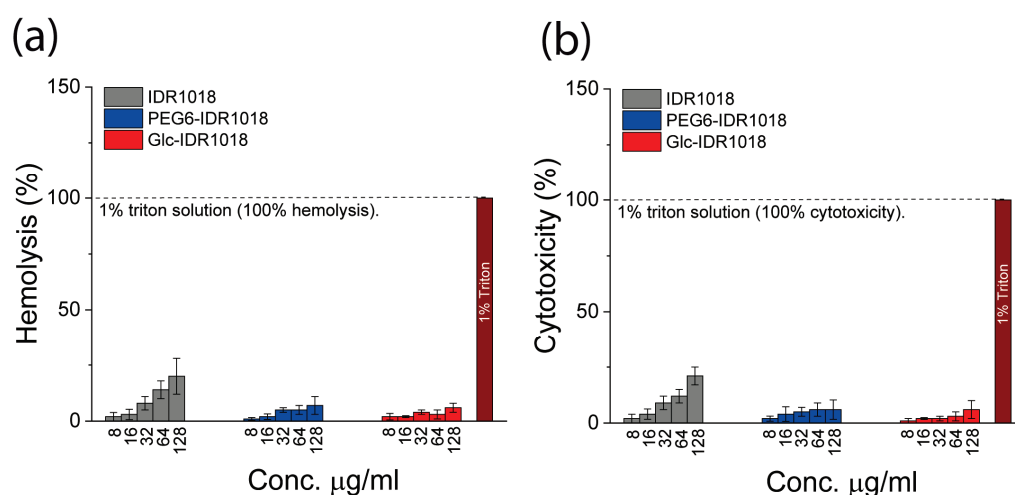 (a)
150
IDR1018
PEG6-IDR1018
Glc-IDR1018
Hemolysis (%)
100
1% triton solution (100% hemolysis).
50
0
1% Triton
8 16 32 64 128
8 16 32 64 128
8 16 32 64 128
Conc. μg/ml
(b)
150
IDR1018
PEG6-IDR1018
Glc-IDR1018
Cytotoxicity (%)
100
1% triton solution (100% cytotoxicity).
50
0
1% Triton
8 16 32 64 128
8 16 32 64 128
8 16 32 64 128
Conc. μg/ml